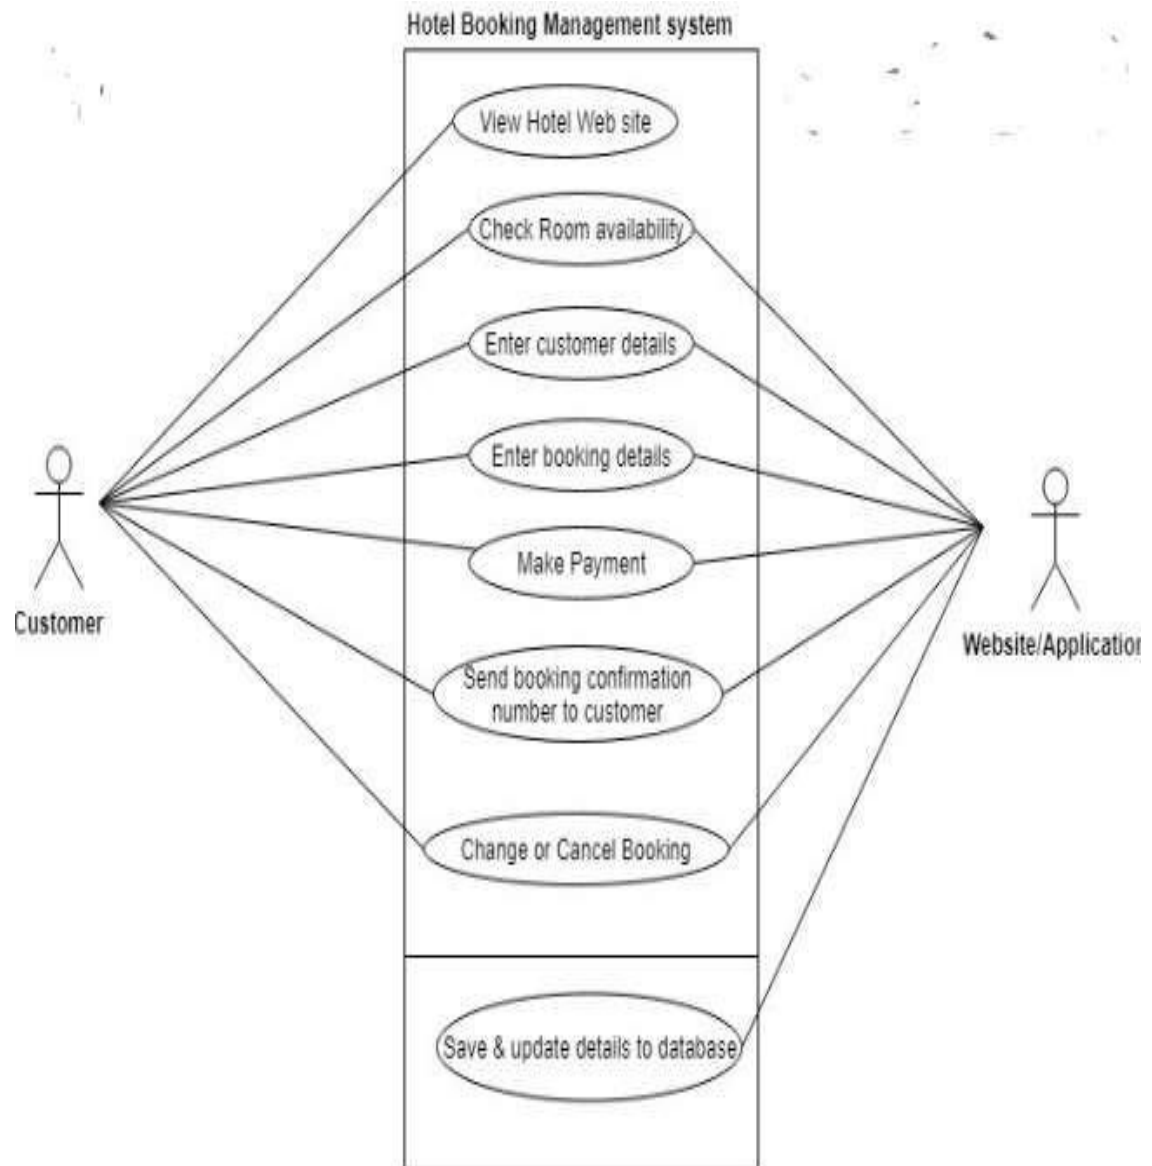 Hotel Booking Management system
View Hotel Web site
Check Room availability
Enter customer details
Enter booking details
Make Payment
Customer
Website/Application
Send booking confirmation
number to customer
Change or Cancel Booking
Save & update details to database